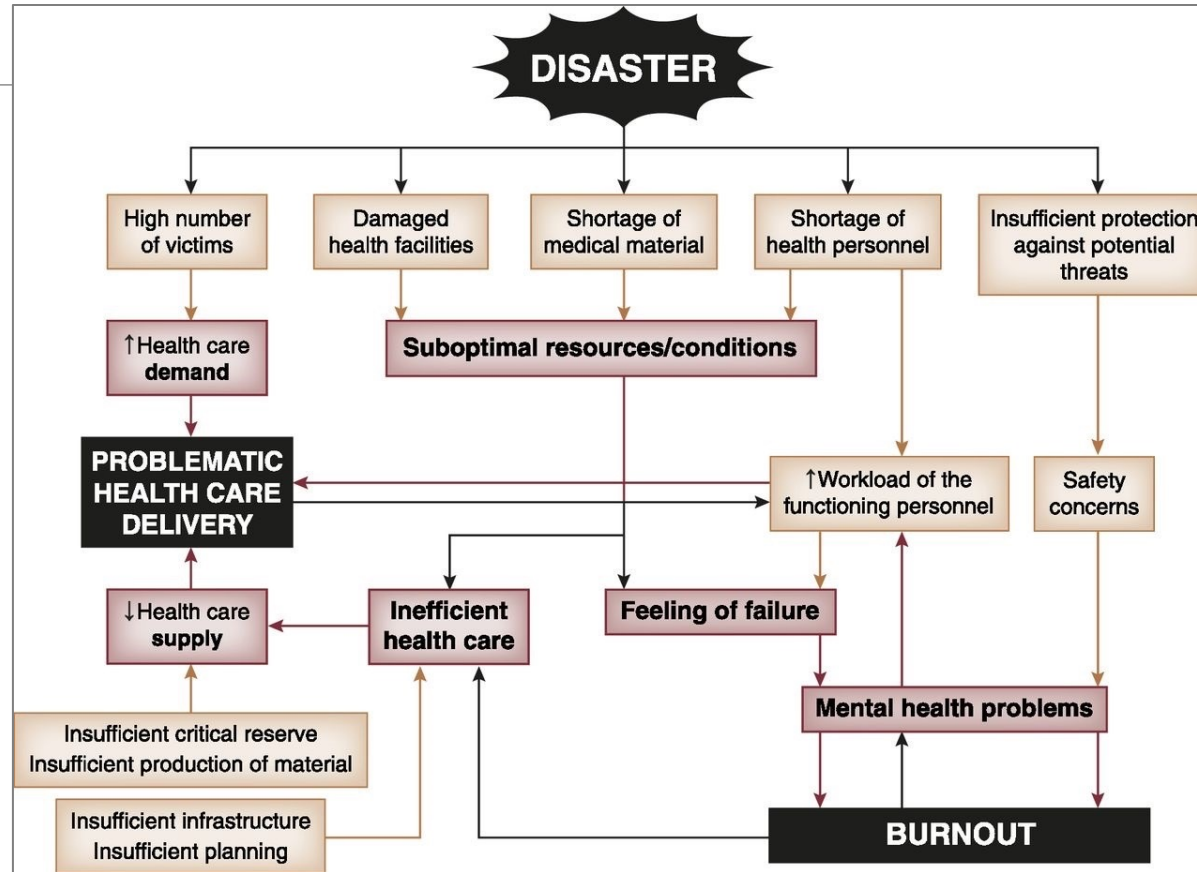 DISASTER
High number
of victims
Damaged
health facilities
Shortage of
medical material
Shortage of
health personnel
Insufficient protection
against potential
threats
↑Health care
demand
Suboptimal resources/conditions
PROBLEMATIC
HEALTH CARE
DELIVERY
↑Workload of the
functioning personnel
Safety
concerns
↓Health care
supply
Inefficient
health care
Feeling of failure
Mental health problems
Insufficient critical reserve
Insufficient production of material
Insufficient infrastructure
Insufficient planning
BURNOUT